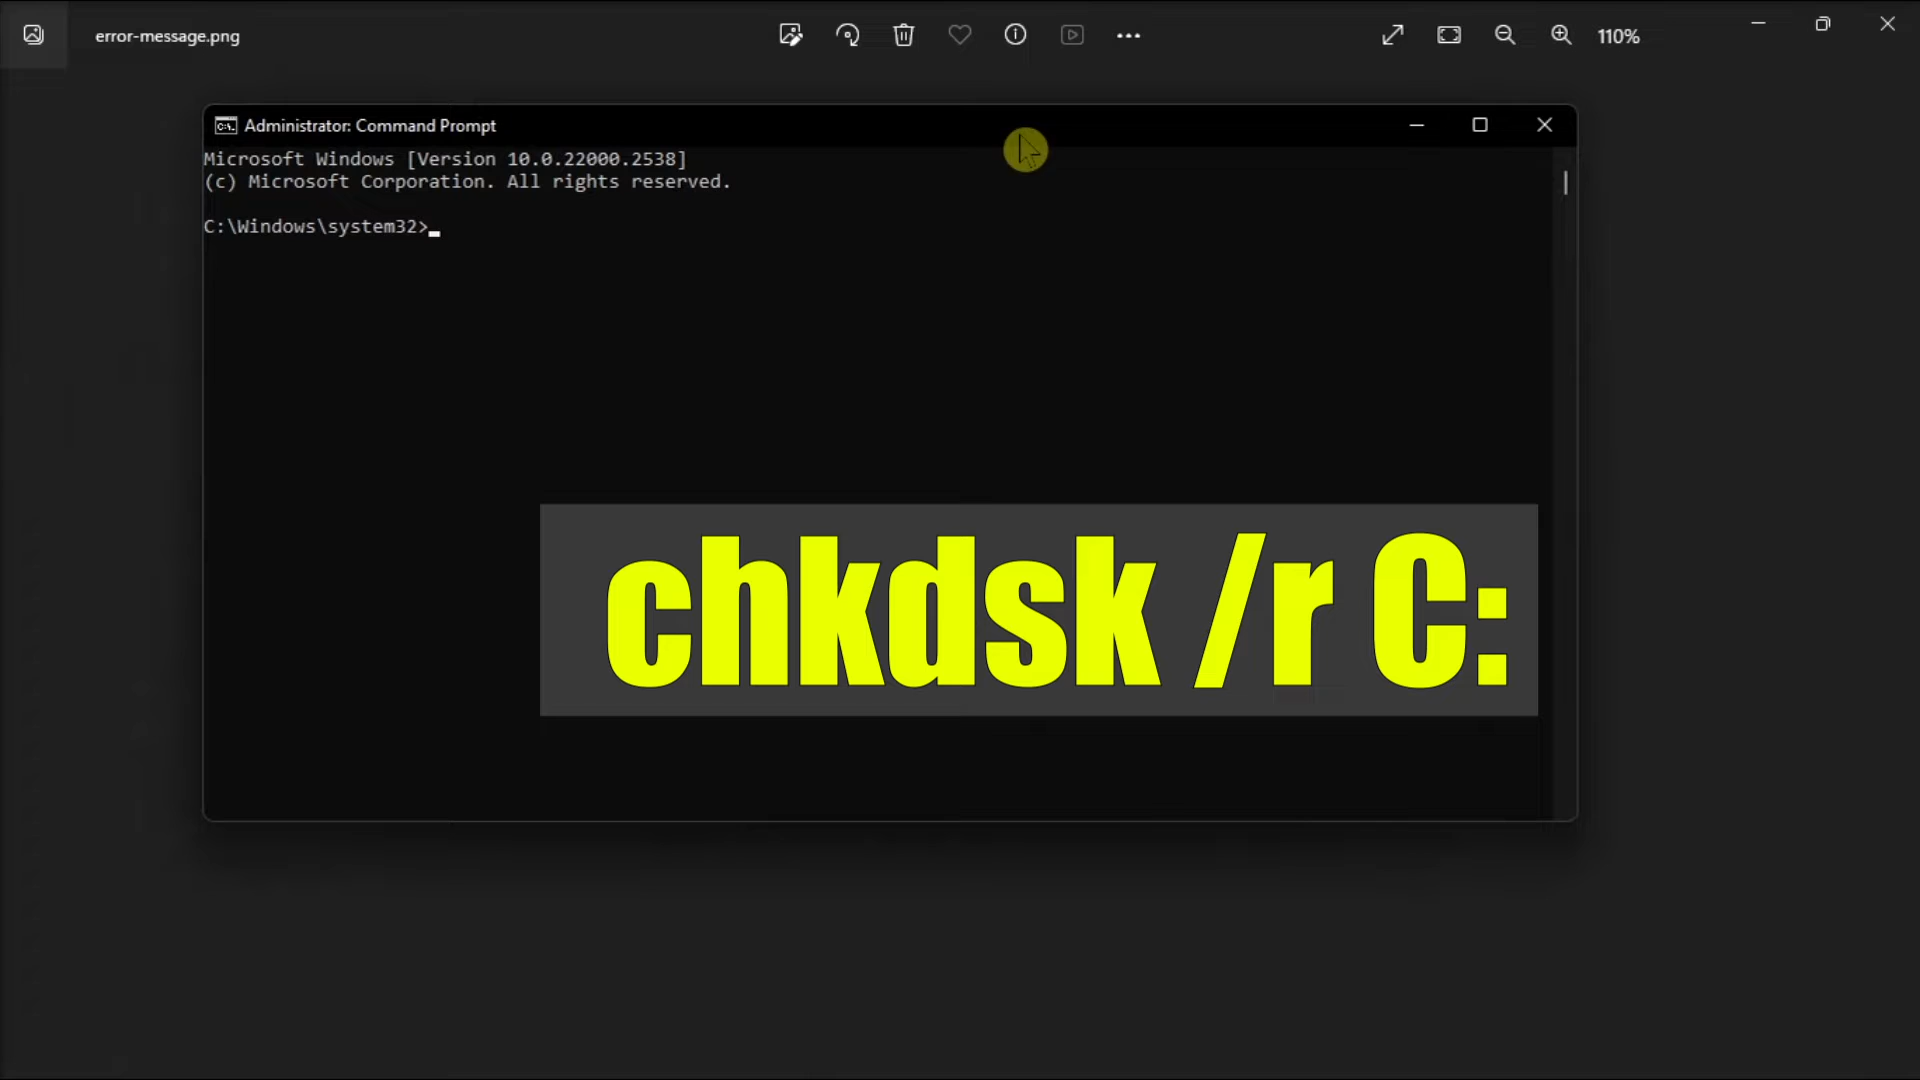 error-message.png
110%
Administrator: Command Prompt
Microsoft Windows [Version 10.0.22000.2538]
(c) Microsoft Corporation. All rights reserved.
C:\Windows\system32>
chkdsk /r C: